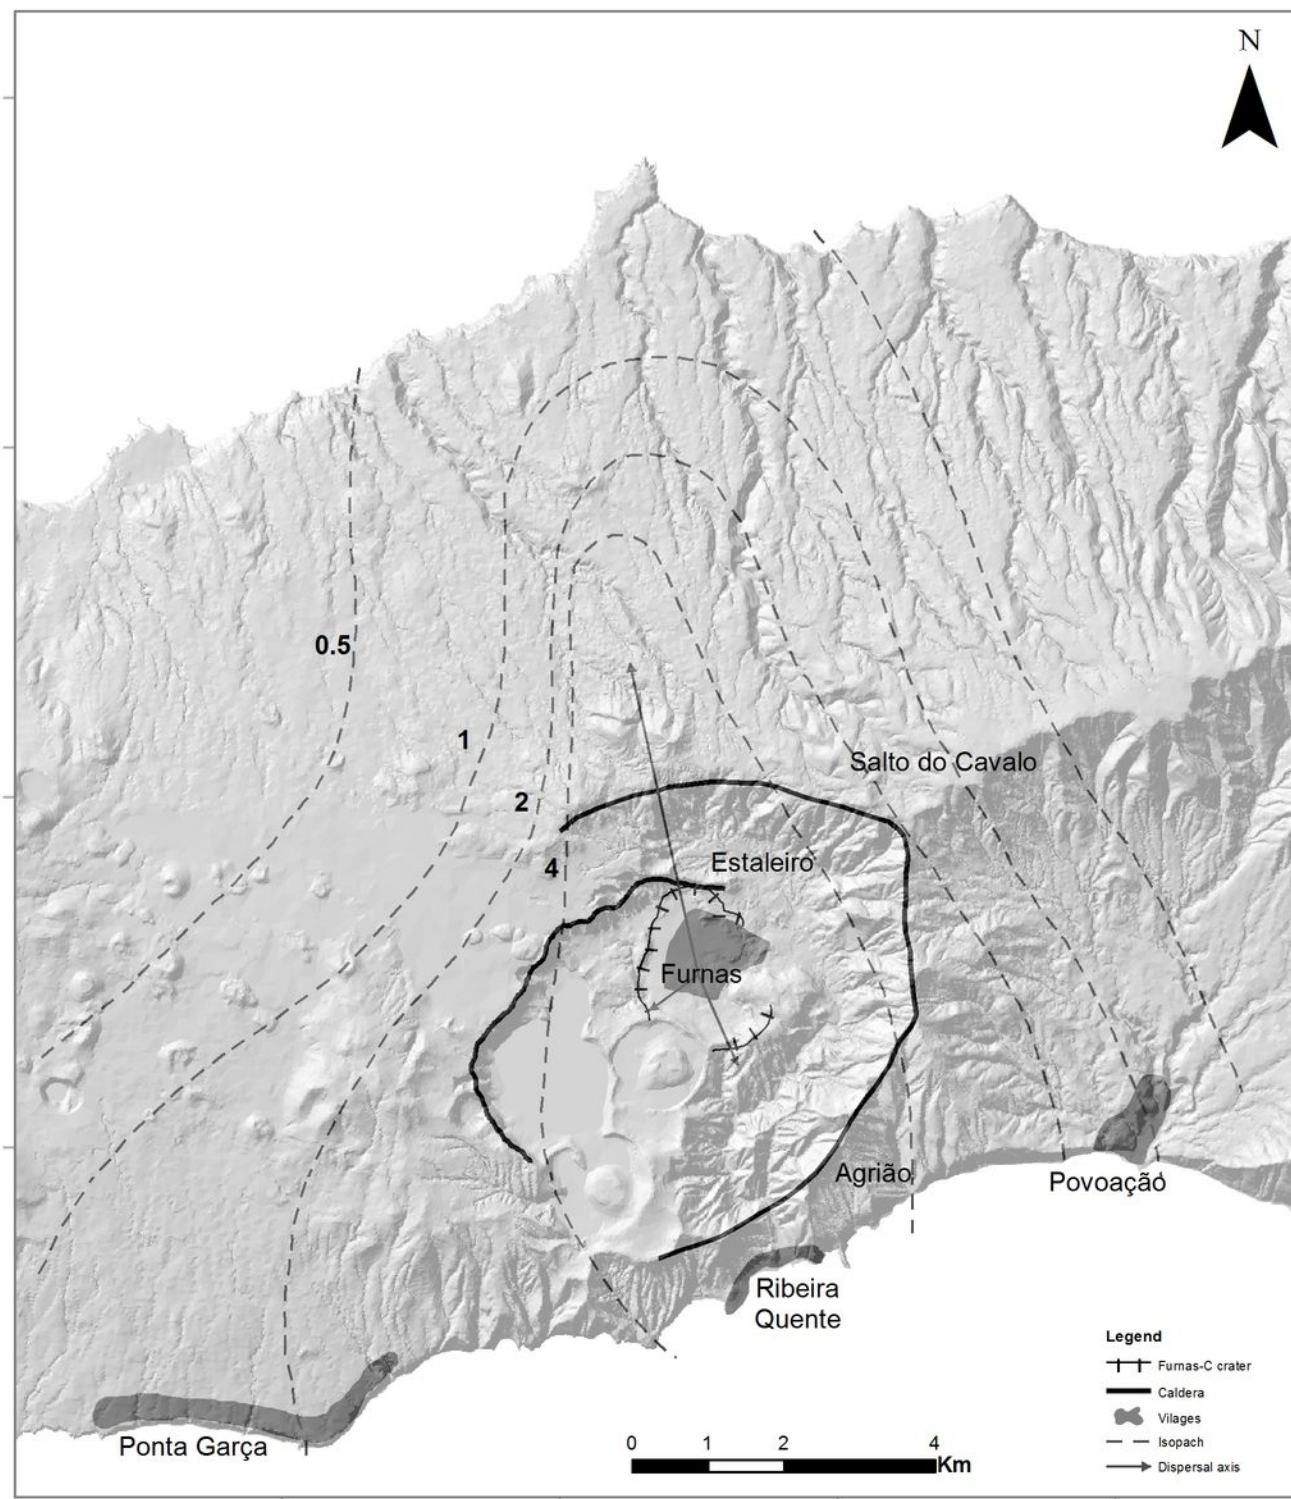 N
0.5
1
Salto do Cavalo
2
Estaleiro
4
Furnas
Agrião
Povoação
Ribeira
Quente
Ponta Garça
Legend
Furnas-C crater
Caldera
Vilages
Isopach
Dispersal axis
0 1 2 4
Km